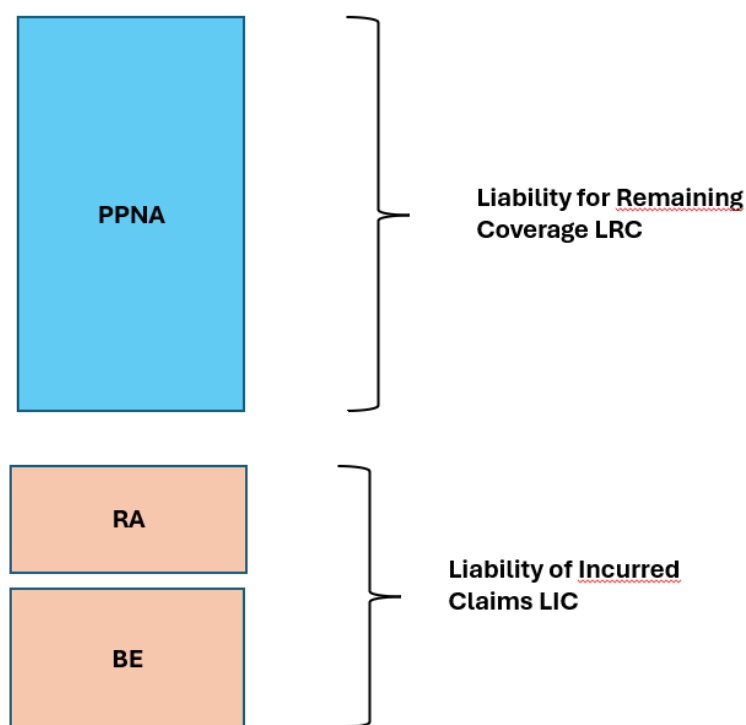 PPNA
Liability for Remaining
Coverage LRC
RA
Liability of Incurred
Claims LIC
BE